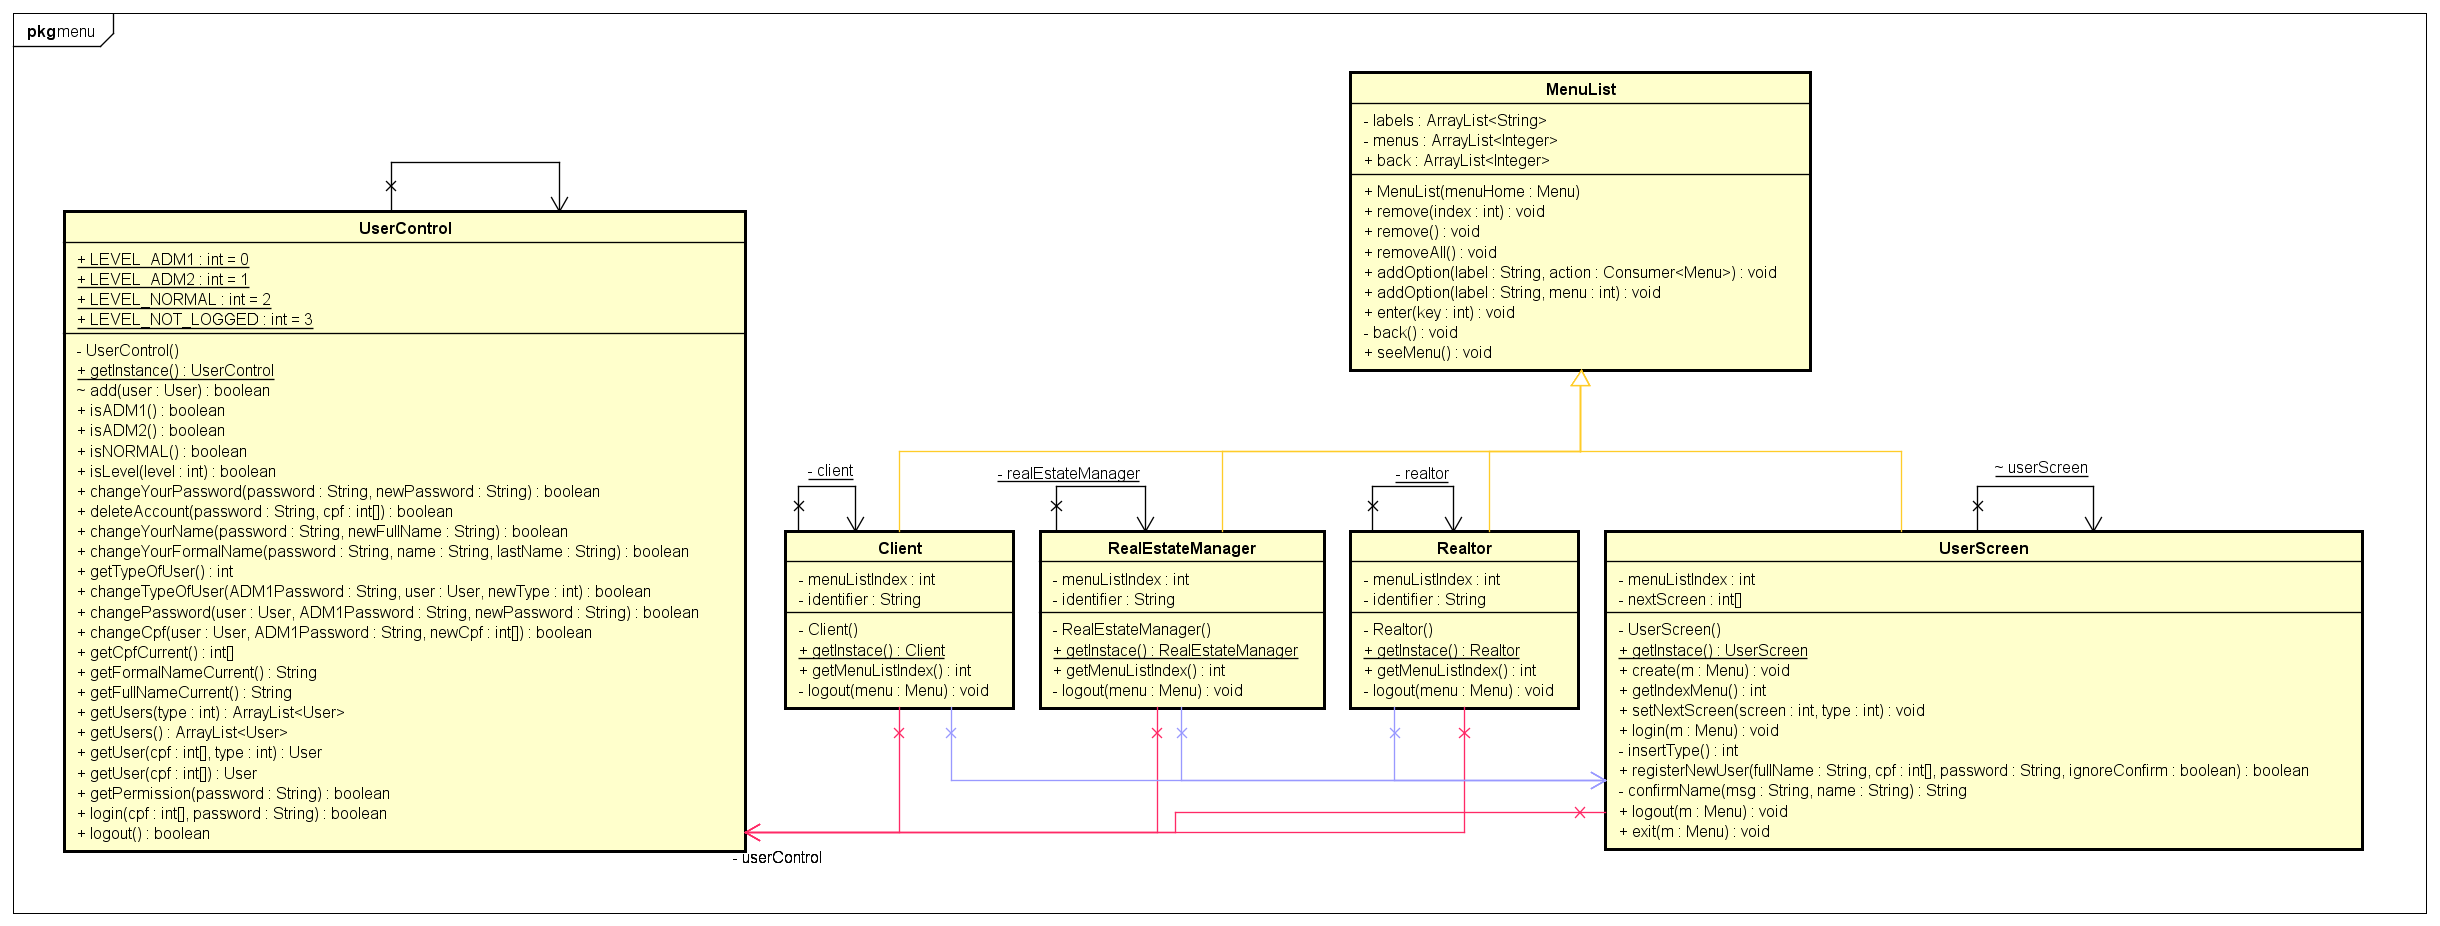 pkg menu
MenuList
- labels : ArrayList<String>
- menus : ArrayList<Integer>
+ back : ArrayList<Integer>
+ MenuList(menuHome : Menu)
+ remove(index : int) : void
+ remove() : void
+ removeAll() : void
+ addOption(label : String, action : Consumer<Menu>) : void
+ addOption(label : String, menu : int) : void
+ enter(key : int) : void
- back() : void
+ seeMenu() : void
UserControl
+ LEVEL_ADM1 : int = 0
+ LEVEL_ADM2 : int = 1
+ LEVEL_NORMAL : int = 2
+ LEVEL_NOT_LOGGED : int = 3
- UserControl()
+ getInstance() : UserControl
~ add(user : User) : boolean
+ isADM1() : boolean
+ isADM2() : boolean
+ isNORMAL() : boolean
+ isLevel(level : int) : boolean
+ changeYourPassword(password : String, newPassword : String) : boolean
+ deleteAccount(password : String, cpf : int[]) : boolean
+ changeYourName(password : String, newFullName : String) : boolean
+ changeYourFormalName(password : String, name : String, lastName : String) : boolean
+ getTypeOfUser() : int
+ changeTypeOfUser(ADM1Password : String, user : User, newType : int) : boolean
+ changePassword(user : User, ADM1Password : String, newPassword : String) : boolean
+ changeCpf(user : User, ADM1Password : String, newCpf : int[]) : boolean
+ getCpfCurrent() : int[]
+ getFormalNameCurrent() : String
+ getFullNameCurrent() : String
+ getUsers(type : int) : ArrayList<User>
+ getUsers() : ArrayList<User>
+ getUser(cpf : int[], type : int) : User
+ getUser(cpf : int[]) : User
+ getPermission(password : String) : boolean
+ login(cpf : int[], password : String) : boolean
+ logout() : boolean
- userControl
- client
Client
- menuListIndex : int
- identifier : String
- Client()
+ getInstace() : Client
+ getMenuListIndex() : int
- logout(menu : Menu) : void
- realEstateManager
RealEstateManager
- menuListIndex : int
- identifier : String
- RealEstateManager()
+ getInstace() : RealEstateManager
+ getMenuListIndex() : int
- logout(menu : Menu) : void
- realtor
Realtor
- menuListIndex : int
- identifier : String
- Realtor()
+ getInstace() : Realtor
+ getMenuListIndex() : int
- logout(menu : Menu) : void
~ userScreen
UserScreen
- menuListIndex : int
- nextScreen : int[]
- UserScreen()
+ getInstace() : UserScreen
+ create(m : Menu) : void
+ getIndexMenu() : int
+ setNextScreen(screen : int, type : int) : void
+ login(m : Menu) : void
- insertType() : int
+ registerNewUser(fullName : String, cpf : int[], password : String, ignoreConfirm : boolean) : boolean
- confirmName(msg : String, name : String) : String
+ logout(m : Menu) : void
+ exit(m : Menu) : void